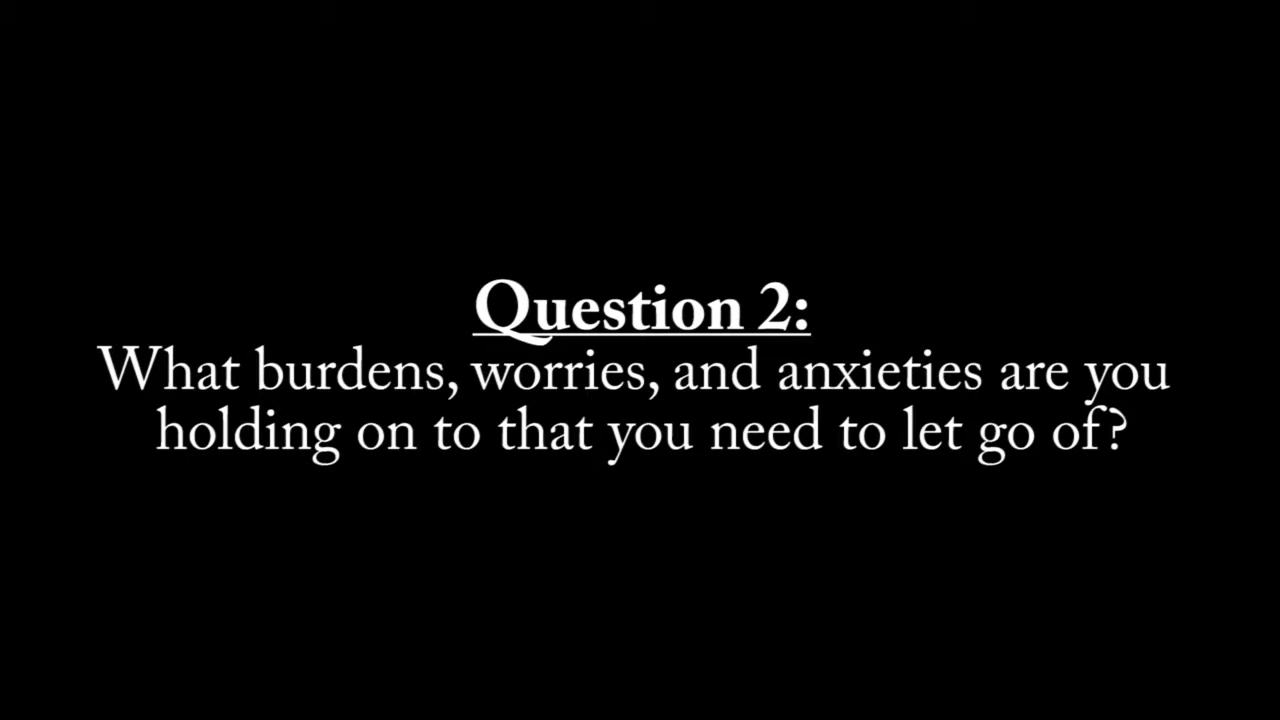 Question 2:
What burdens, worries, and anxieties are you
holding on to that you need to let go of?